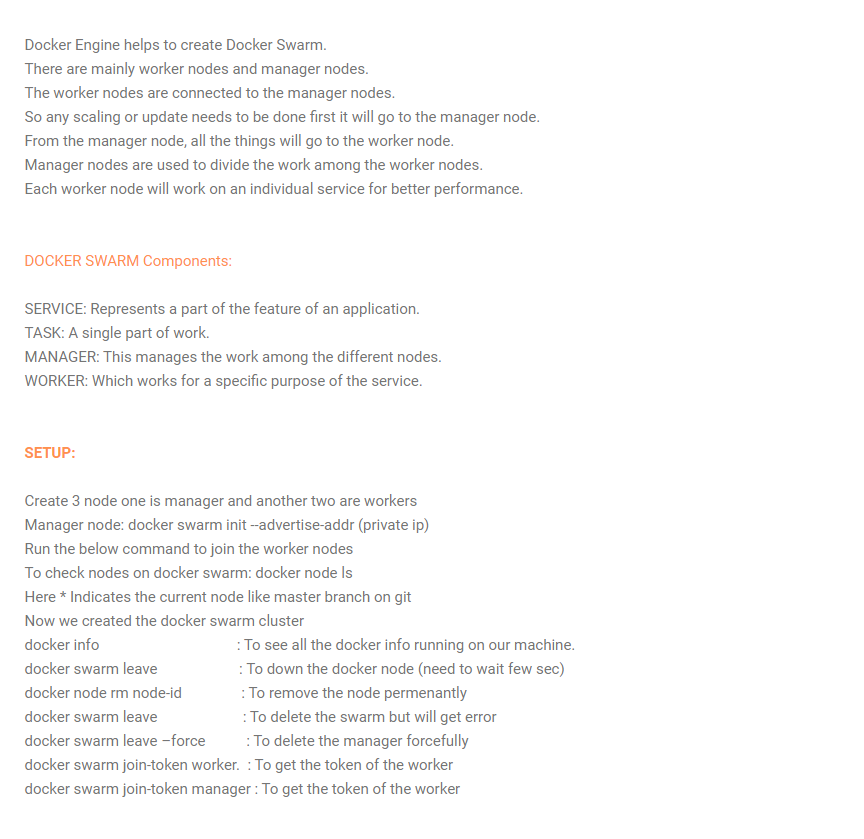 Docker Engine helps to create Docker Swarm.
There are mainly worker nodes and manager nodes.
The worker nodes are connected to the manager nodes.
So any scaling or update needs to be done first it will go to the manager node.
From the manager node, all the things will go to the worker node.
Manager nodes are used to divide the work among the worker nodes.
Each worker node will work on an individual service for better performance.
DOCKER SWARM Components:
SERVICE: Represents a part of the feature of an application.
TASK: A single part of work.
MANAGER: This manages the work among the different nodes.
WORKER: Which works for a specific purpose of the service.
SETUP:
Create 3 node one is manager and another two are workers
Manager node: docker swarm init --advertise-addr (private ip)
Run the below command to join the worker nodes
To check nodes on docker swarm: docker node ls
Here * Indicates the current node like master branch on git
Now we created the docker swarm cluster
docker info : To see all the docker info running on our machine.
docker swarm leave : To down the docker node (need to wait few sec)
docker node rm node-id : To remove the node permenantly
docker swarm leave : To delete the swarm but will get error
docker swarm leave –force : To delete the manager forcefully
docker swarm join-token worker. : To get the token of the worker
docker swarm join-token manager : To get the token of the worker